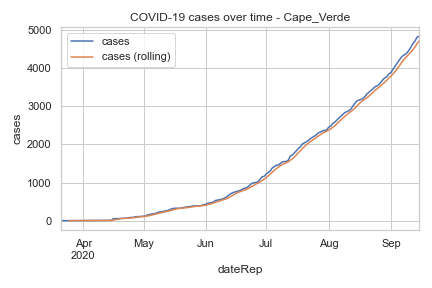 COVID-19 cases over time - Cape_Verde
cases
cases (rolling)
5000
4000
3000
2000
1000
0
cases
Apr
2020
May
Jun
Jul
Aug
Sep
dateRep